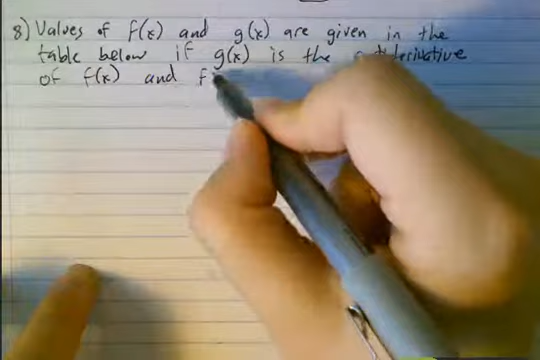 8) Values of f(x) and g(x) are given in the
table below if g(x) is the
of f(x) and f